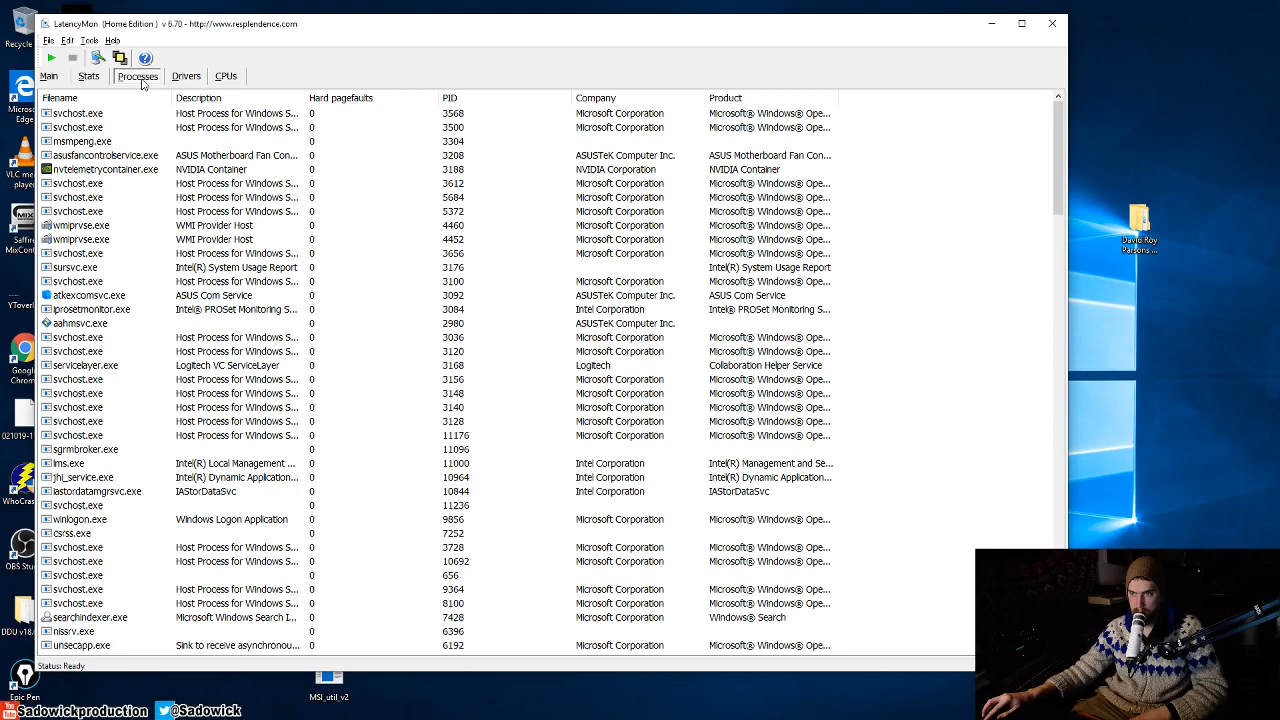 Recycle
LatencyMon (Home Edition) v 6.70 - http://www.resplendence.com
File Edit Tools Help
Main Stats Processes Drivers CPUs
Filename Description Hard pagefaults PID Company Product
svchost.exe Host Process for Windows S... 0 3568 Microsoft Corporation Microsoft® Windows® Ope...
svchost.exe Host Process for Windows S... 0 3500 Microsoft Corporation Microsoft® Windows® Ope...
msmpeng.exe 0 3304
asusfancontrolservice.exe ASUS Motherboard Fan Con... 0 3208 ASUSTeK Computer Inc. ASUS Motherboard Fan Con...
nvtelemetrycontainer.exe NVIDIA Container 0 3188 NVIDIA Corporation NVIDIA Container
svchost.exe Host Process for Windows S... 0 3612 Microsoft Corporation Microsoft® Windows® Ope...
svchost.exe Host Process for Windows S... 0 5684 Microsoft Corporation Microsoft® Windows® Ope...
svchost.exe Host Process for Windows S... 0 5372 Microsoft Corporation Microsoft® Windows® Ope...
wmiprvse.exe WMI Provider Host 0 4460 Microsoft Corporation Microsoft® Windows® Ope...
wmiprvse.exe WMI Provider Host 0 4452 Microsoft Corporation Microsoft® Windows® Ope...
svchost.exe Host Process for Windows S... 0 3656 Microsoft Corporation Microsoft® Windows® Ope...
sursvc.exe Intel(R) System Usage Report 0 3176 Intel(R) System Usage Report
svchost.exe Host Process for Windows S... 0 3100 Microsoft Corporation Microsoft® Windows® Ope...
atkexcomsvc.exe ASUS Com Service 0 3092 ASUSTeK Computer Inc. ASUS Com Service
iprosetmonitor.exe Intel® PROSet Monitoring S... 0 3084 Intel Corporation Intel® PROSet Monitoring S...
aahmsvc.exe 0 2980 ASUSTeK Computer Inc.
svchost.exe Host Process for Windows S... 0 3036 Microsoft Corporation Microsoft® Windows® Ope...
svchost.exe Host Process for Windows S... 0 3120 Microsoft Corporation Microsoft® Windows® Ope...
servicelayer.exe Logitech VC ServiceLayer 0 3168 Logitech Collaboration Helper Service
svchost.exe Host Process for Windows S... 0 3156 Microsoft Corporation Microsoft® Windows® Ope...
svchost.exe Host Process for Windows S... 0 3148 Microsoft Corporation Microsoft® Windows® Ope...
svchost.exe Host Process for Windows S... 0 3140 Microsoft Corporation Microsoft® Windows® Ope...
svchost.exe Host Process for Windows S... 0 3128 Microsoft Corporation Microsoft® Windows® Ope...
svchost.exe Host Process for Windows S... 0 11176 Microsoft Corporation Microsoft® Windows® Ope...
sgrmbroker.exe 0 11096
lms.exe Intel(R) Local Management ... 0 11000 Intel Corporation Intel(R) Management and Se...
jhi_service.exe Intel(R) Dynamic Application... 0 10964 Intel Corporation Intel(R) Dynamic Application...
iastordatamgrsvc.exe IAStorDataSvc 0 10844 Intel Corporation IAStorDataSvc
svchost.exe 0 11236
winlogon.exe Windows Logon Application 0 9856 Microsoft Corporation Microsoft® Windows® Ope...
csrss.exe 0 7252
svchost.exe Host Process for Windows S... 0 3728 Microsoft Corporation Microsoft® Windows® Ope...
svchost.exe Host Process for Windows S... 0 10692 Microsoft Corporation Microsoft® Windows® Ope...
svchost.exe 0 656
svchost.exe Host Process for Windows S... 0 9364 Microsoft Corporation Microsoft® Windows® Ope...
svchost.exe Host Process for Windows S... 0 8100 Microsoft Corporation Microsoft® Windows® Ope...
searchindexer.exe Microsoft Windows Search I... 0 7428 Microsoft Corporation Windows® Search
nissrv.exe 0 6396
unsecapp.exe Sink to receive asynchronou... 0 6192 Microsoft Corporation Microsoft® Windows® Ope...
Status: Ready
Micros
Edge
VLC me
player
MIX
Saffir
MixCon
YTover
Google
Chrom
021019-1
WhoCras
OBS Studi
DDU v18.
Epic Pen
MSI_util_v2
David Roy
Parsons ...
You Tube Sadowickproduction @Sadowick